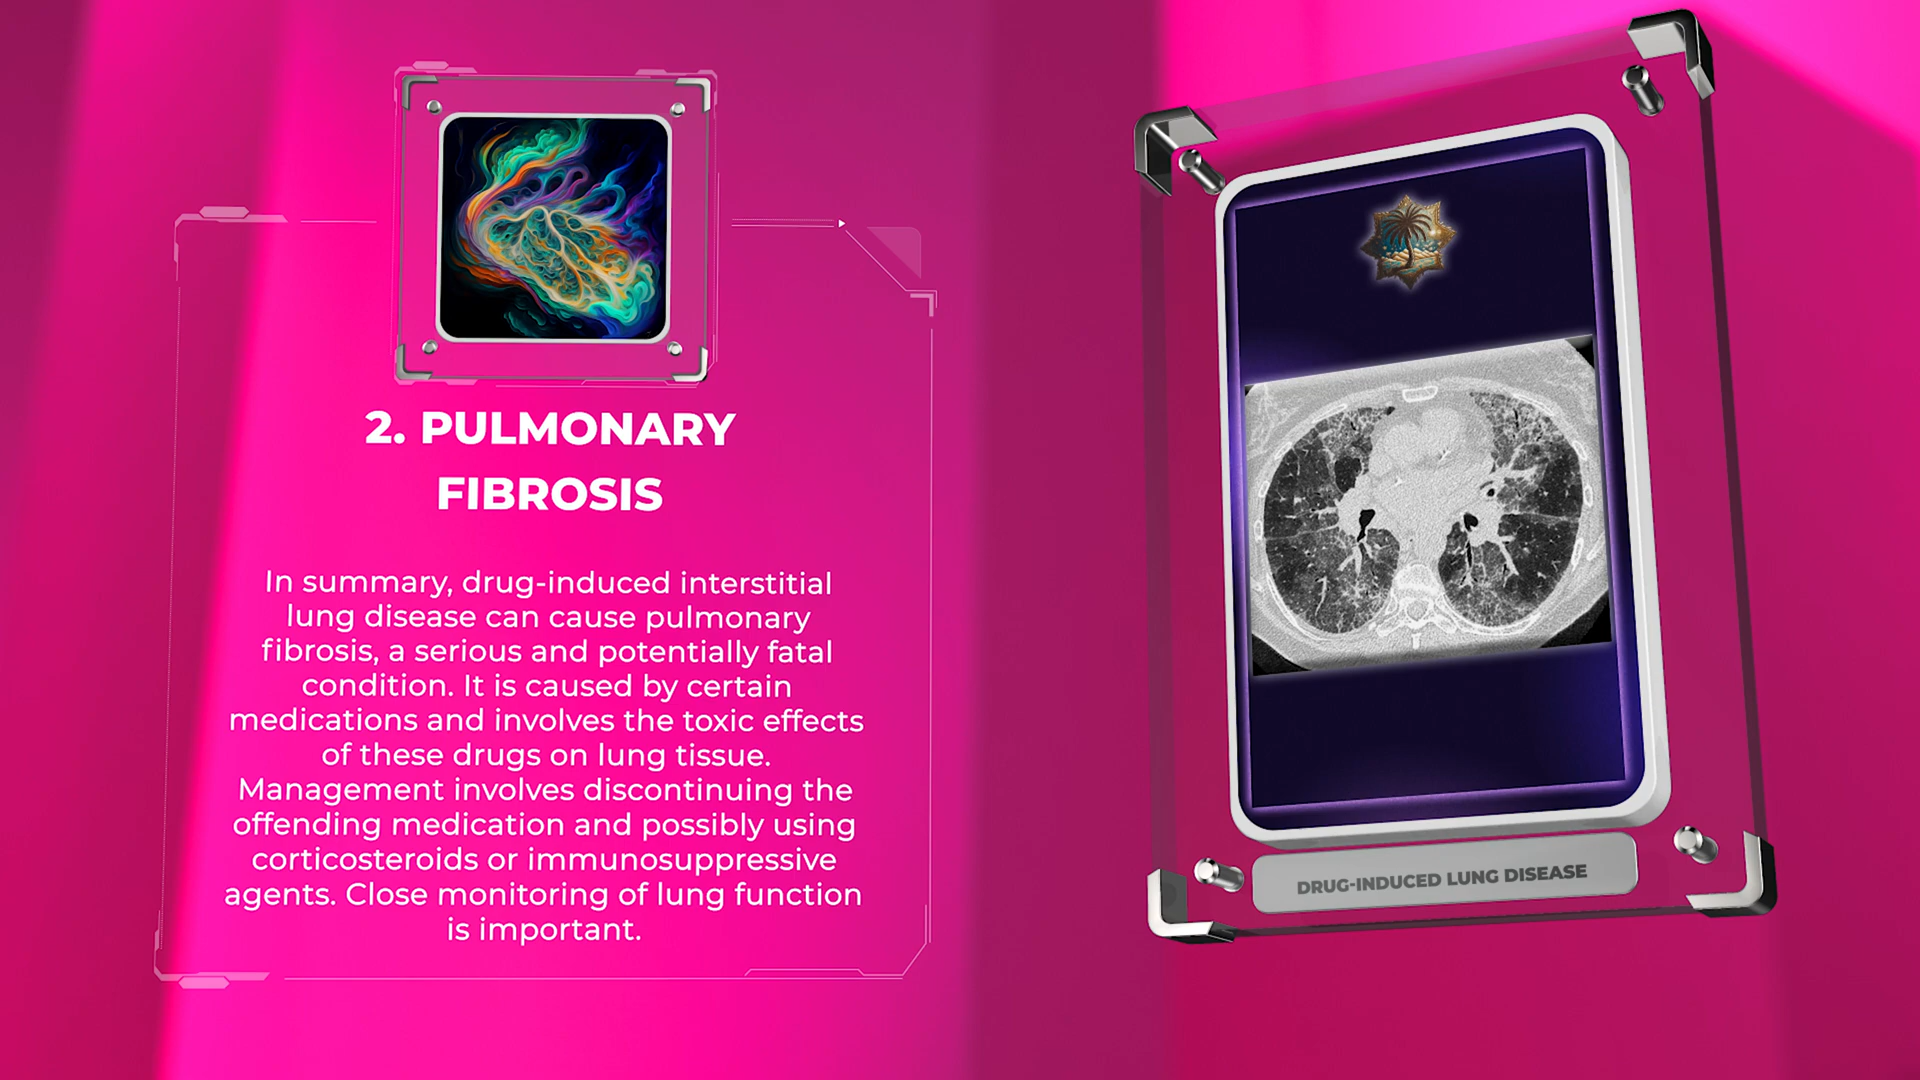 2. PULMONARY
FIBROSIS
In summary, drug-induced interstitial
lung disease can cause pulmonary
fibrosis, a serious and potentially fatal
condition. It is caused by certain
medications and involves the toxic effects
of these drugs on lung tissue.
Management involves discontinuing the
offending medication and possibly using
corticosteroids or immunosuppressive
agents. Close monitoring of lung function
is important.
DRUG-INDUCED LUNG DISEASE